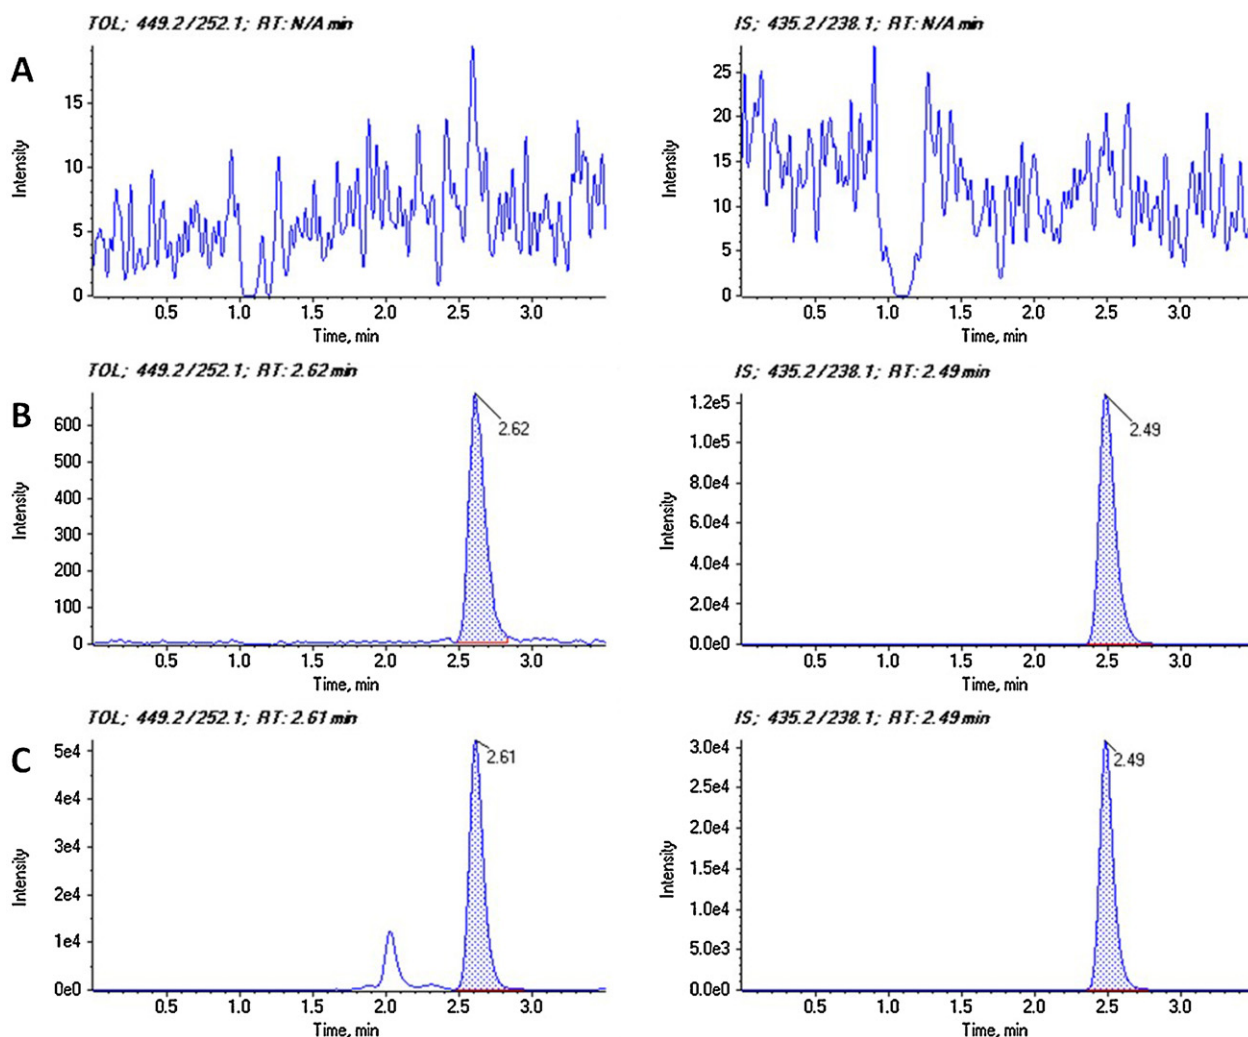 TOL; 449.2/252.1; RT: N/A min
IS; 435.2/238.1; RT: N/A min
A
Intensity
15
10
5
0
0.5 1.0 1.5 2.0 2.5 3.0
Time, min
Intensity
25
20
15
10
5
0
0.5 1.0 1.5 2.0 2.5 3.0
Time, min
TOL; 449.2/252.1; RT: 2.62 min
IS; 435.2/238.1; RT: 2.49 min
B
Intensity
600
500
400
300
200
100
0
2.62
0.5 1.0 1.5 2.0 2.5 3.0
Time, min
Intensity
1.2e5
1.0e5
8.0e4
6.0e4
4.0e4
2.0e4
0.0e0
2.49
0.5 1.0 1.5 2.0 2.5 3.0
Time, min
TOL; 449.2/252.1; RT: 2.61 min
IS; 435.2/238.1; RT: 2.49 min
C
Intensity
5e4
4e4
3e4
2e4
1e4
0e0
2.61
0.5 1.0 1.5 2.0 2.5 3.0
Time, min
Intensity
3.0e4
2.5e4
2.0e4
1.5e4
1.0e4
5.0e3
0.0e0
2.49
0.5 1.0 1.5 2.0 2.5 3.0
Time, min